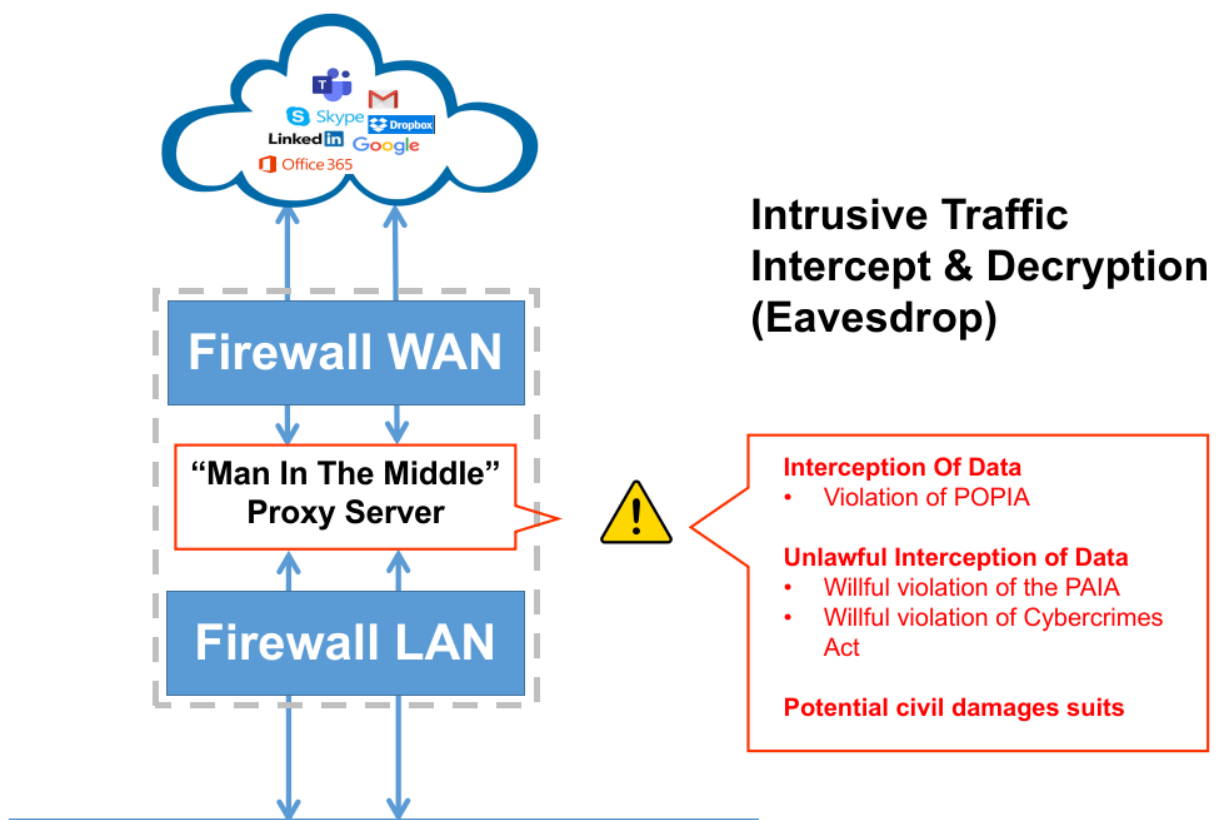 T
Skype
Dropbox
Linked in
Google
Office 365
Intrusive Traffic
Intercept & Decryption
(Eavesdrop)
Firewall WAN
“Man In The Middle”
Proxy Server
Firewall LAN
!
Interception Of Data
• Violation of POPIA
Unlawful Interception of Data
• Willful violation of the PAIA
• Willful violation of Cybercrimes
Act
Potential civil damages suits